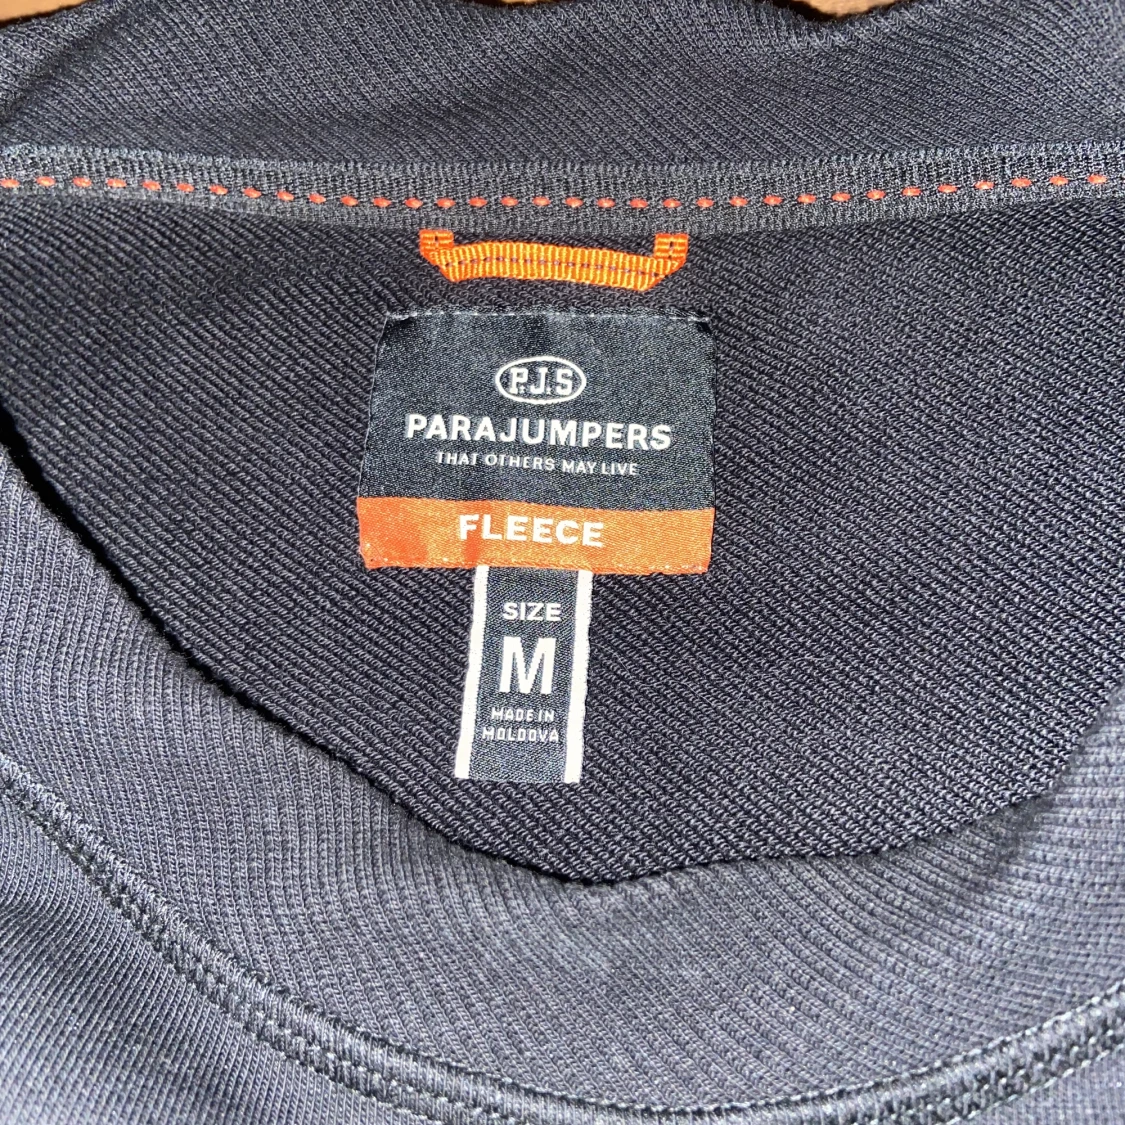 P.J.S
PARAJUMPERS
THAT OTHERS MAY LIVE
FLEECE
SIZE
M
MADE IN
MOLDOVA